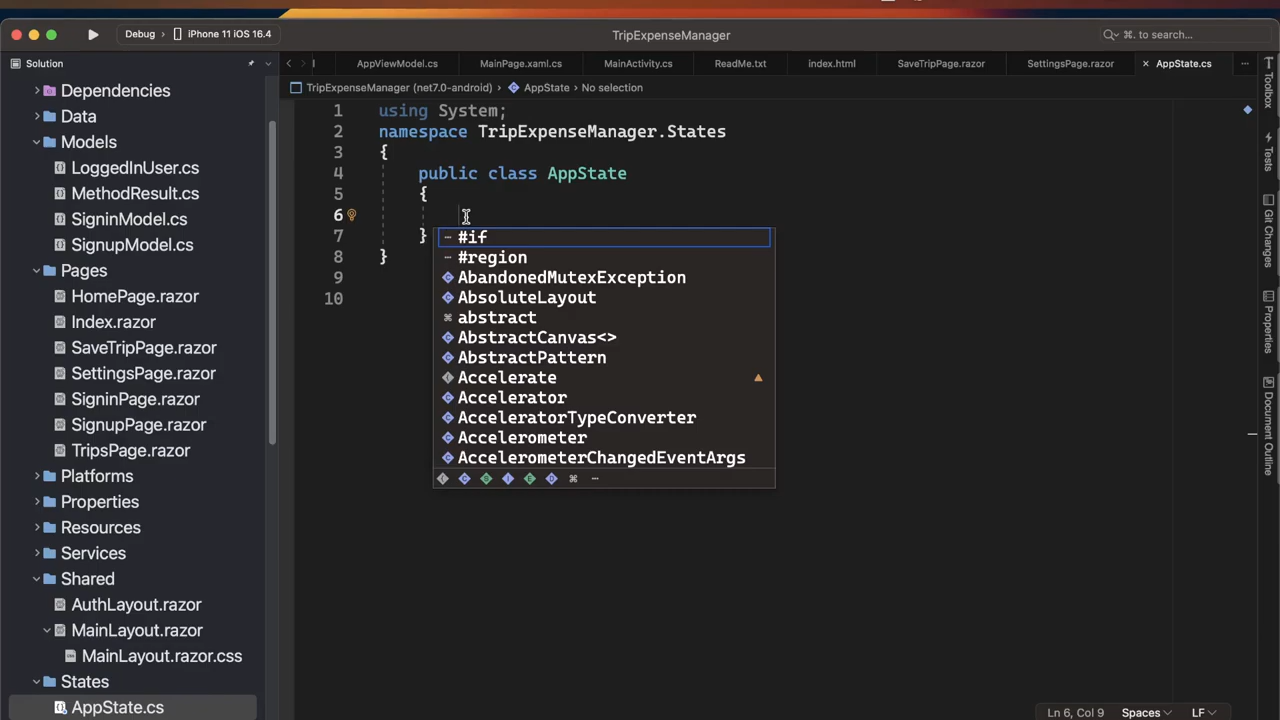 Debug
iPhone 11 iOS 16.4
TripExpenseManager
⌘. to search...
Solution
AppViewModel.cs
MainPage.xaml.cs
MainActivity.cs
ReadMe.txt
index.html
SaveTripPage.razor
SettingsPage.razor
AppState.cs
TripExpenseManager (net7.0-android)
AppState
No selection
Dependencies
Data
Models
LoggedInUser.cs
MethodResult.cs
SigninModel.cs
SignupModel.cs
Pages
HomePage.razor
Index.razor
SaveTripPage.razor
SettingsPage.razor
SigninPage.razor
SignupPage.razor
TripsPage.razor
Platforms
Properties
Resources
Services
Shared
AuthLayout.razor
MainLayout.razor
MainLayout.razor.css
States
AppState.cs
1 using System;
2 namespace TripExpenseManager.States
3 {
4 public class AppState
5 {
6
7 }
8 }
9
10
#if
#region
AbandonedMutexException
AbsoluteLayout
abstract
AbstractCanvas<>
AbstractPattern
Accelerate
Accelerator
AcceleratorTypeConverter
Accelerometer
AccelerometerChangedEventArgs
Toolbox
Tests
Git Changes
Properties
Document Outline
Ln 6, Col 9
Spaces
LF